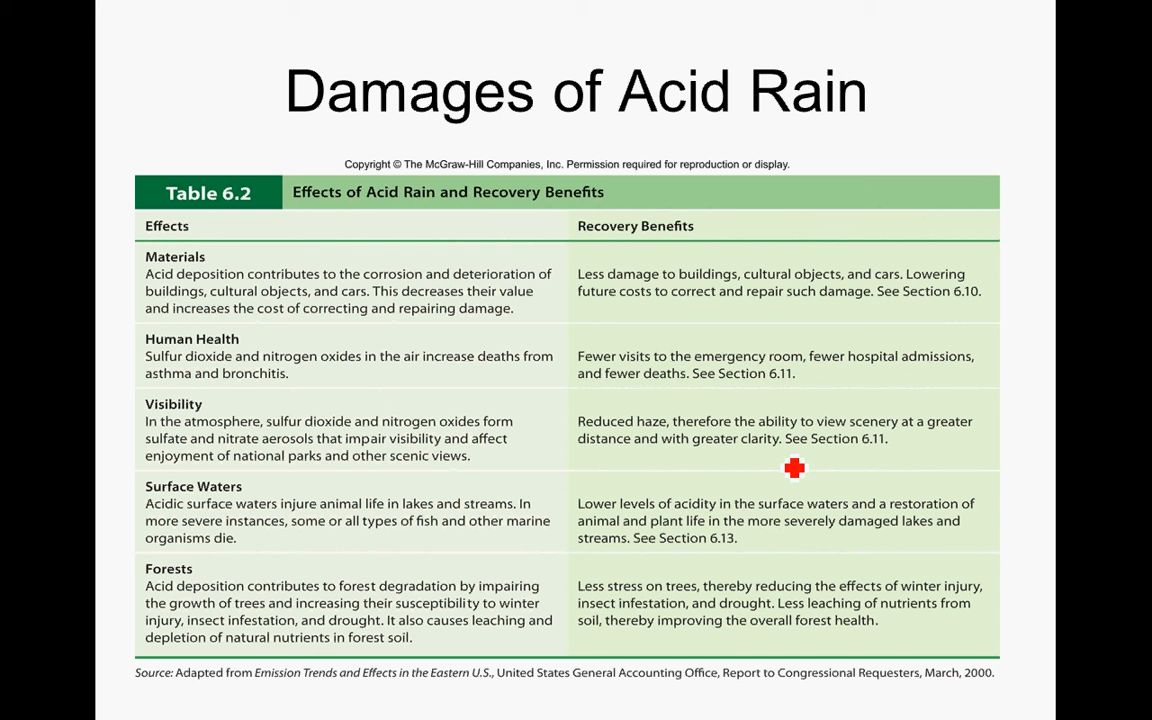 Damages of Acid Rain
Copyright © The McGraw-Hill Companies, Inc. Permission required for reproduction or display.
Table 6.2 Effects of Acid Rain and Recovery Benefits
Effects
Recovery Benefits
Materials
Acid deposition contributes to the corrosion and deterioration of
buildings, cultural objects, and cars. This decreases their value
and increases the cost of correcting and repairing damage.
Less damage to buildings, cultural objects, and cars. Lowering
future costs to correct and repair such damage. See Section 6.10.
Human Health
Sulfur dioxide and nitrogen oxides in the air increase deaths from
asthma and bronchitis.
Fewer visits to the emergency room, fewer hospital admissions,
and fewer deaths. See Section 6.11.
Visibility
In the atmosphere, sulfur dioxide and nitrogen oxides form
sulfate and nitrate aerosols that impair visibility and affect
enjoyment of national parks and other scenic views.
Reduced haze, therefore the ability to view scenery at a greater
distance and with greater clarity. See Section 6.11.
Surface Waters
Acidic surface waters injure animal life in lakes and streams. In
more severe instances, some or all types of fish and other marine
organisms die.
Lower levels of acidity in the surface waters and a restoration of
animal and plant life in the more severely damaged lakes and
streams. See Section 6.13.
Forests
Acid deposition contributes to forest degradation by impairing
the growth of trees and increasing their susceptibility to winter
injury, insect infestation, and drought. It also causes leaching and
depletion of natural nutrients in forest soil.
Less stress on trees, thereby reducing the effects of winter injury,
insect infestation, and drought. Less leaching of nutrients from
soil, thereby improving the overall forest health.
Source: Adapted from Emission Trends and Effects in the Eastern U.S., United States General Accounting Office, Report to Congressional Requesters, March, 2000.